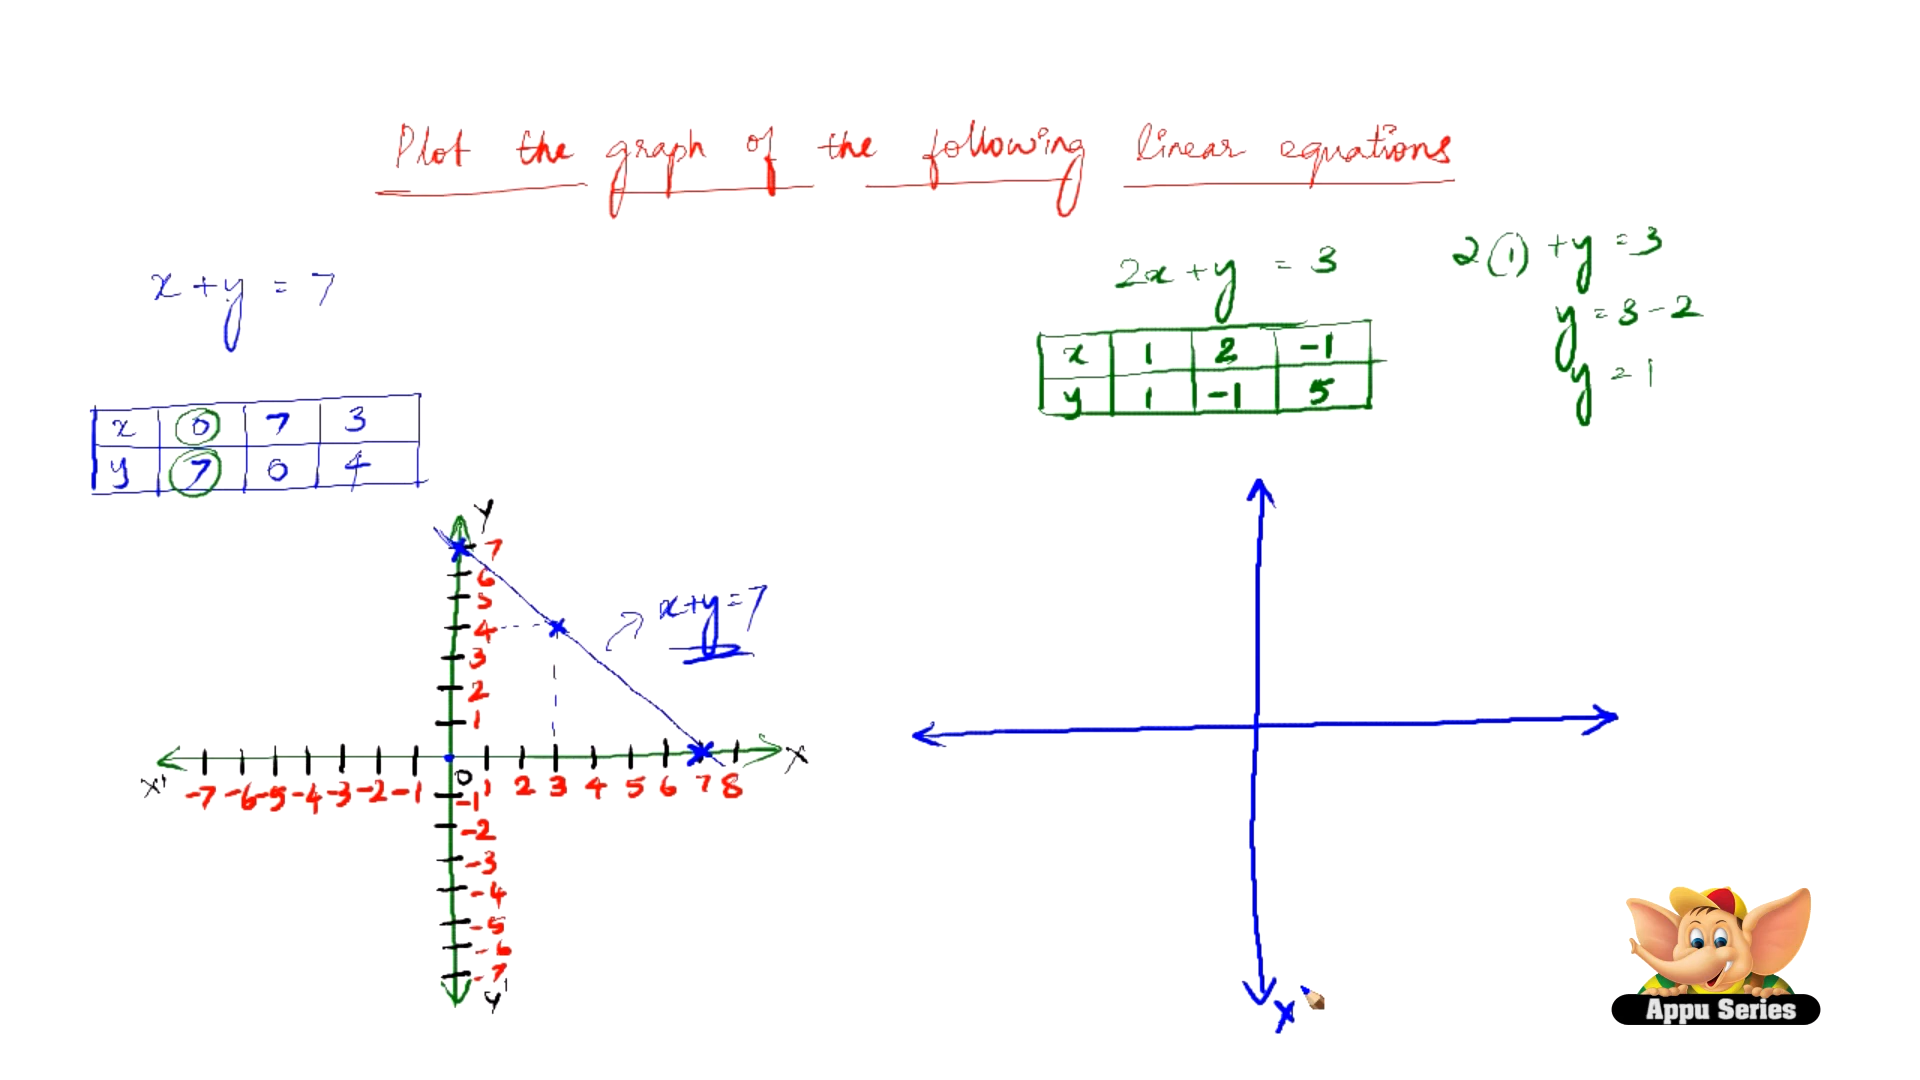 Plot the graph of the following linear equations
x + y = 7
x 0 7 3
y 7 0 4
2x + y = 3
x 1 2 -1
y 1 -1 5
2(1) + y = 3
y = 3 - 2
y = 1
Y
7
6
5
4
3
2
1
x+y=7
X' X
-7 -6 -5 -4 -3 -2 -1 0 1 2 3 4 5 6 7 8
-1
-2
-3
-4
-5
-6
-7
Y'
Appu Series